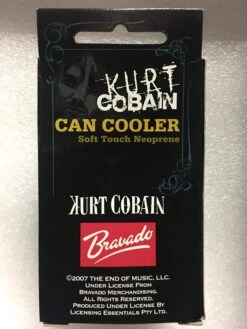 KURT
COBAIN
CAN COOLER
Soft Touch Neoprene
KURT COBAIN
Bravado
©2007 THE END OF MUSIC, LLC.
UNDER LICENSE FROM
BRAVADO MERCHANDISING.
ALL RIGHTS RESERVED.
PRODUCED UNDER LICENSE BY
LICENSING ESSENTIALS PTY LTD.